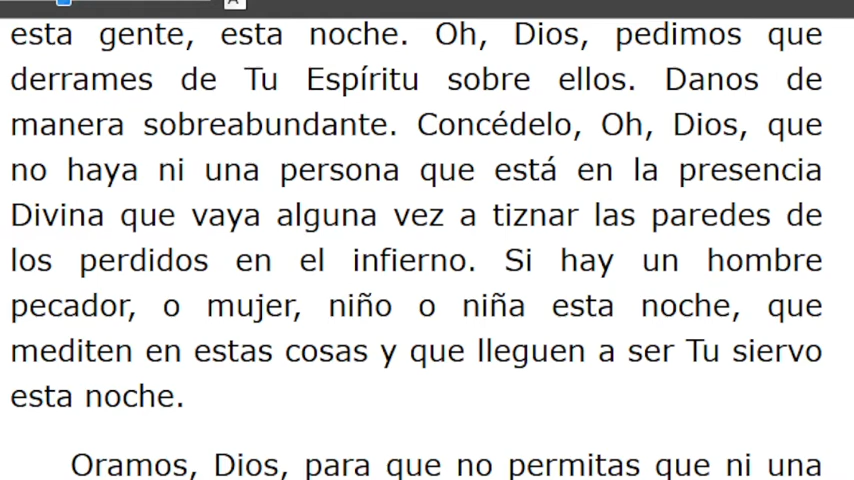 esta gente, esta noche. Oh, Dios, pedimos que
derrames de Tu Espíritu sobre ellos. Danos de
manera sobreabundante. Concédelo, Oh, Dios, que
no haya ni una persona que está en la presencia
Divina que vaya alguna vez a tiznar las paredes de
los perdidos en el infierno. Si hay un hombre
pecador, o mujer, niño o niña esta noche, que
mediten en estas cosas y que lleguen a ser Tu siervo
esta noche.
Oramos, Dios, para que no permitas que ni una